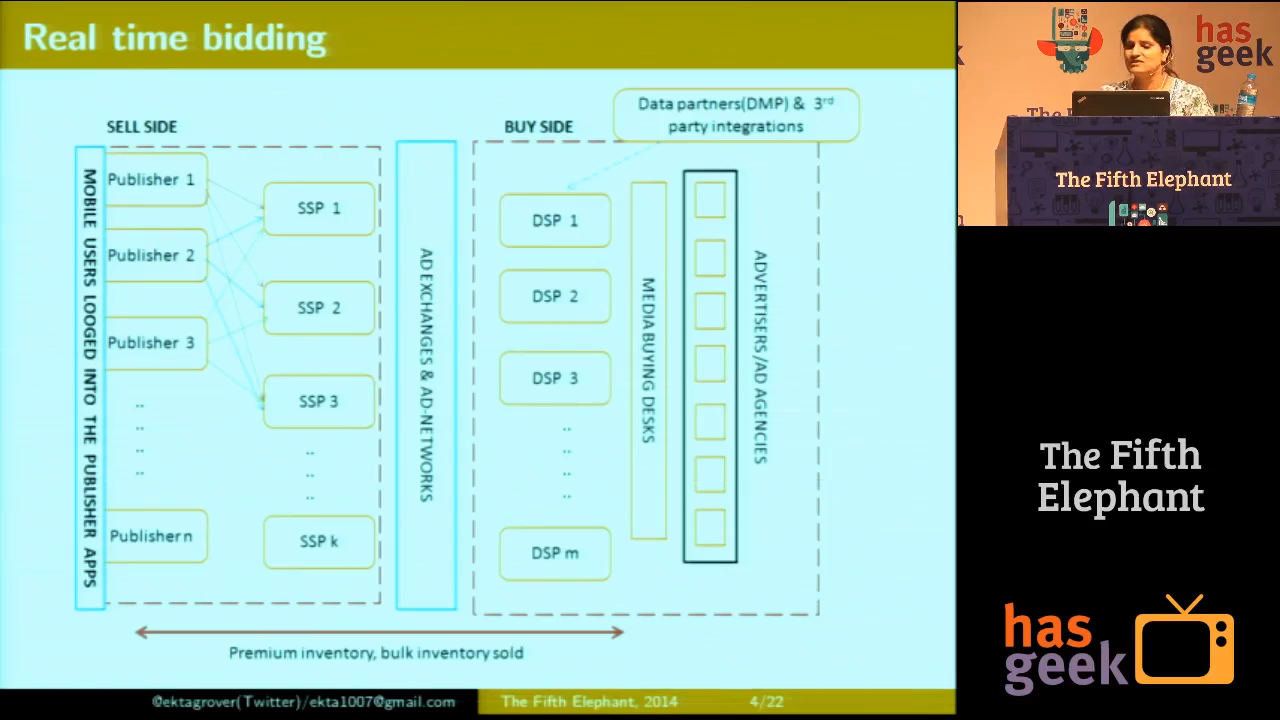 Real time bidding
Data partners(DMP) & 3rd
party integrations
SELL SIDE
BUY SIDE
MOBILE USERS LOOGED INTO THE PUBLISHER APPS
Publisher 1
Publisher 2
Publisher 3
..
..
..
..
Publisher n
SSP 1
SSP 2
SSP 3
..
..
..
SSP k
AD EXCHANGES & AD-NETWORKS
DSP 1
DSP 2
DSP 3
..
..
..
..
DSP m
MEDIA BUYING DESKS
ADVERTISERS /AD AGENCIES
Premium inventory, bulk inventory sold
@ektagrover(Twitter)/ekta1007@gmail.com
The Fifth Elephant, 2014
4/22
has
geek
The Fifth Elephant
The Fifth
Elephant
has
geek